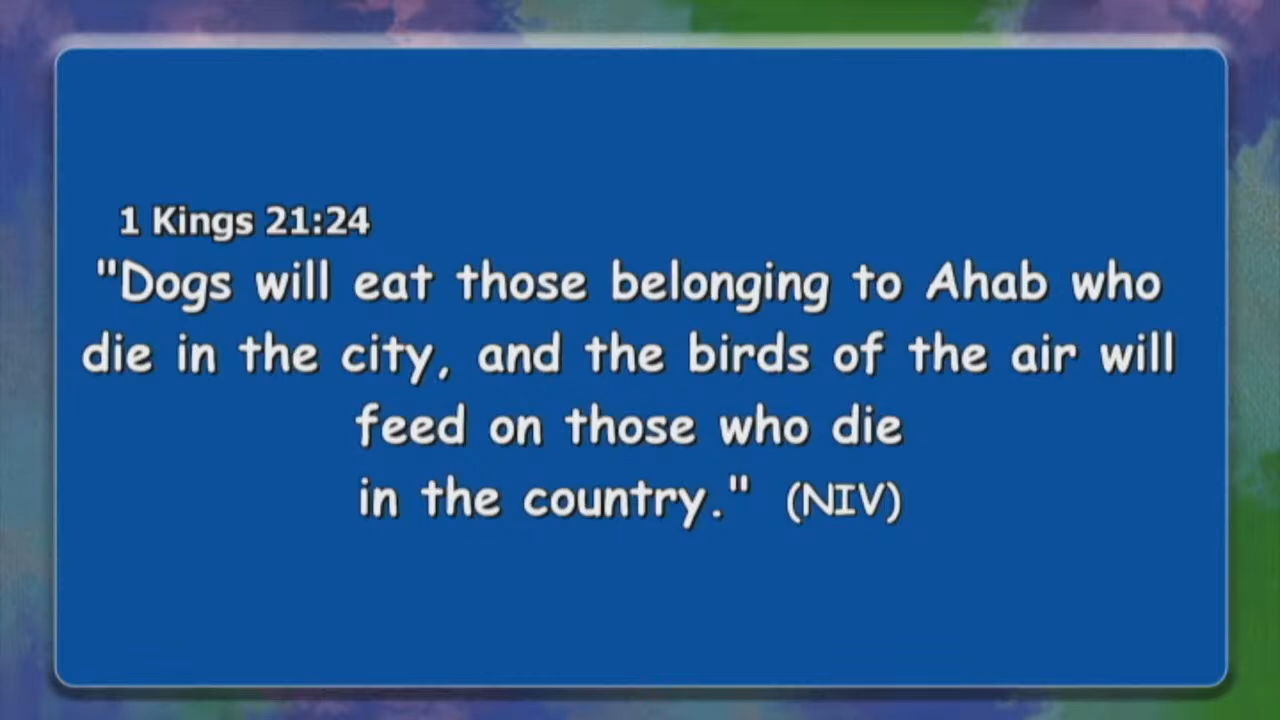 1 Kings 21:24
"Dogs will eat those belonging to Ahab who
die in the city, and the birds of the air will
feed on those who die
in the country." (NIV)